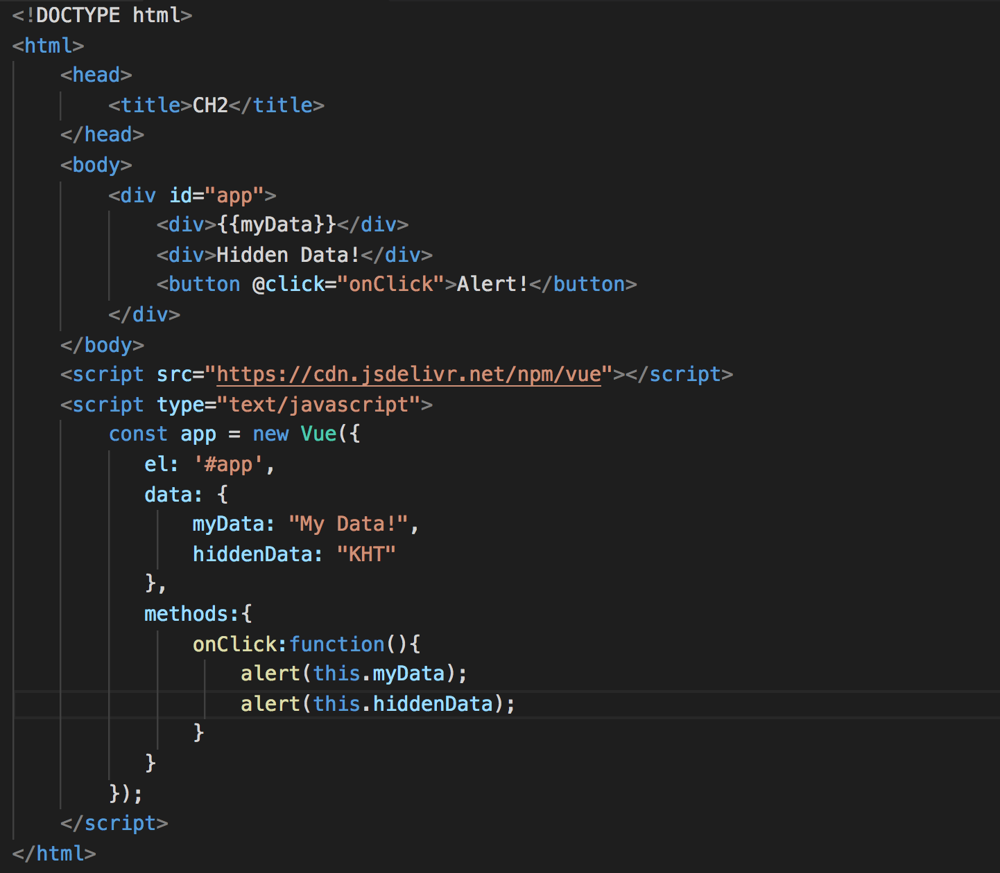 <!DOCTYPE html>
<html>
    <head>
        <title>CH2</title>
    </head>
    <body>
        <div id="app">
            <div>{{myData}}</div>
            <div>Hidden Data!</div>
            <button @click="onClick">Alert!</button>
        </div>
    </body>
    <script src="https://cdn.jsdelivr.net/npm/vue"></script>
    <script type="text/javascript">
        const app = new Vue({
           el: '#app',
           data: {
               myData: "My Data!",
               hiddenData: "KHT"
           },
           methods:{
               onClick:function(){
                   alert(this.myData);
                   alert(this.hiddenData);
               }
           }
        });
    </script>
</html>